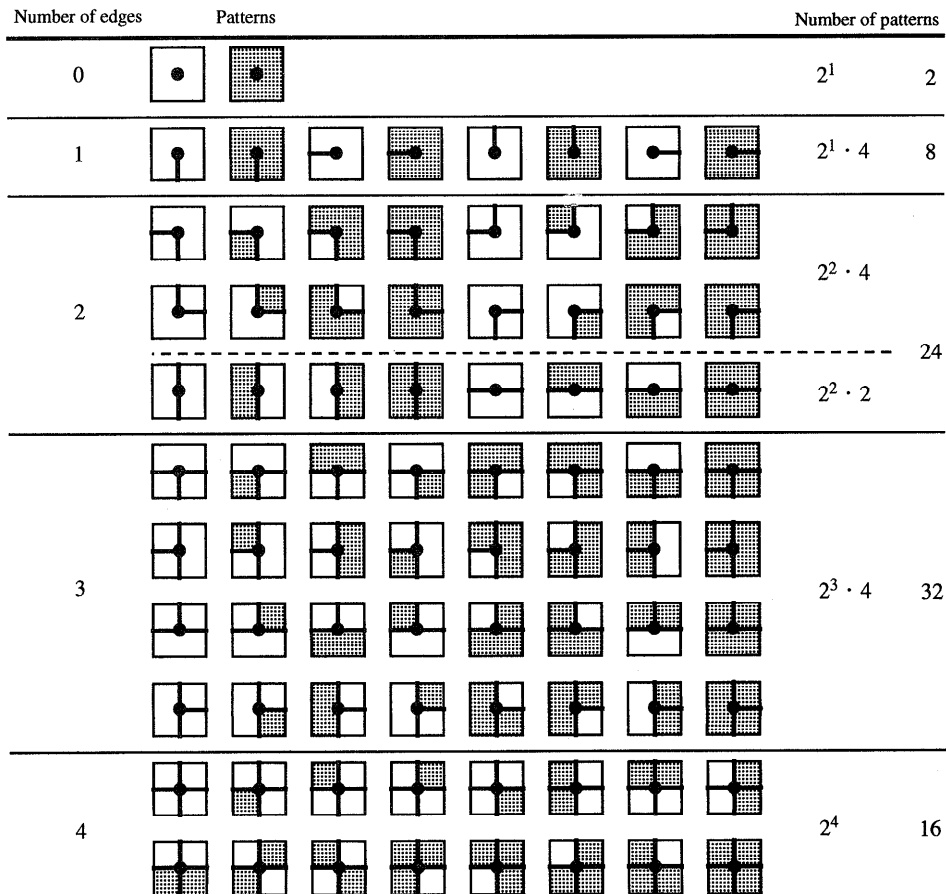 Number of edges Patterns Number of patterns
0 2¹ 2
1 2¹ · 4 8
2² · 4
2
24
2² · 2
3 2³ · 4 32
4 2⁴ 16